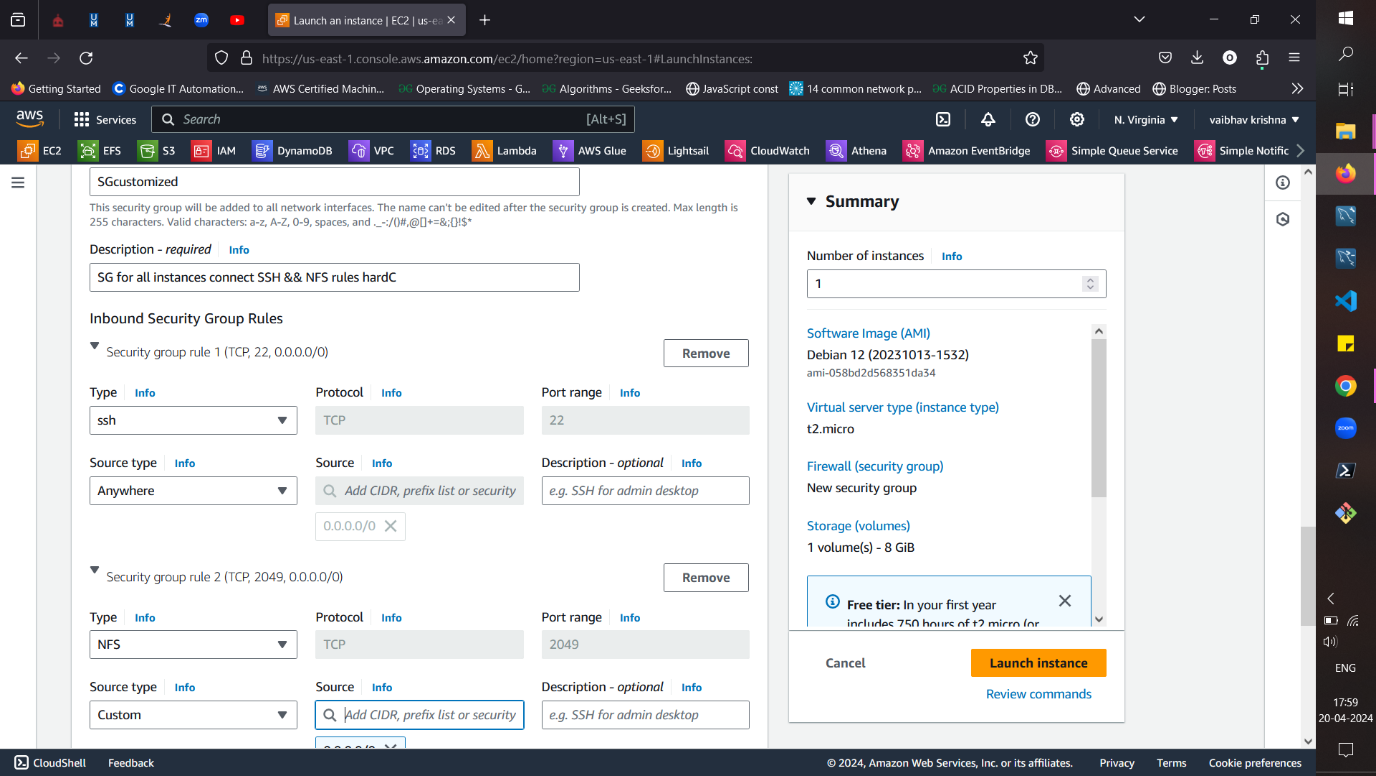 Launch an instance | EC2 | us-ea
https://us-east-1.console.aws.amazon.com/ec2/home?region=us-east-1#LaunchInstances:
Getting Started
Google IT Automation...
AWS Certified Machin...
Operating Systems - G...
Algorithms - Geeksfor...
JavaScript const
14 common network p...
ACID Properties in DB...
Advanced
Blogger: Posts
aws
Services
Search
[Alt+S]
N. Virginia
vaibhav krishna
EC2
EFS
S3
IAM
DynamoDB
VPC
RDS
Lambda
AWS Glue
Lightsail
CloudWatch
Athena
Amazon EventBridge
Simple Queue Service
Simple Notific
SGcustomized
This security group will be added to all network interfaces. The name can't be edited after the security group is created. Max length is
255 characters. Valid characters: a-z, A-Z, 0-9, spaces, and ._-:/()#,@[]+=&;{}!$*
Description - required Info
SG for all instances connect SSH && NFS rules hardC
Inbound Security Group Rules
Security group rule 1 (TCP, 22, 0.0.0.0/0)
Remove
Type Info
Protocol Info
Port range Info
ssh
TCP
22
Source type Info
Source Info
Description - optional Info
Anywhere
Add CIDR, prefix list or security
e.g. SSH for admin desktop
0.0.0.0/0
Security group rule 2 (TCP, 2049, 0.0.0.0/0)
Remove
Type Info
Protocol Info
Port range Info
NFS
TCP
2049
Source type Info
Source Info
Description - optional Info
Custom
Add CIDR, prefix list or security
e.g. SSH for admin desktop
0.0.0.0/0
Summary
Number of instances Info
1
Software Image (AMI)
Debian 12 (20231013-1532)
ami-058bd2d568351da34
Virtual server type (instance type)
t2.micro
Firewall (security group)
New security group
Storage (volumes)
1 volume(s) - 8 GiB
Free tier: In your first year
includes 750 hours of t2.micro (or
Cancel
Launch instance
Review commands
CloudShell
Feedback
© 2024, Amazon Web Services, Inc. or its affiliates.
Privacy
Terms
Cookie preferences
UM
UM
zm
zoom
ENG
17:59
20-04-2024